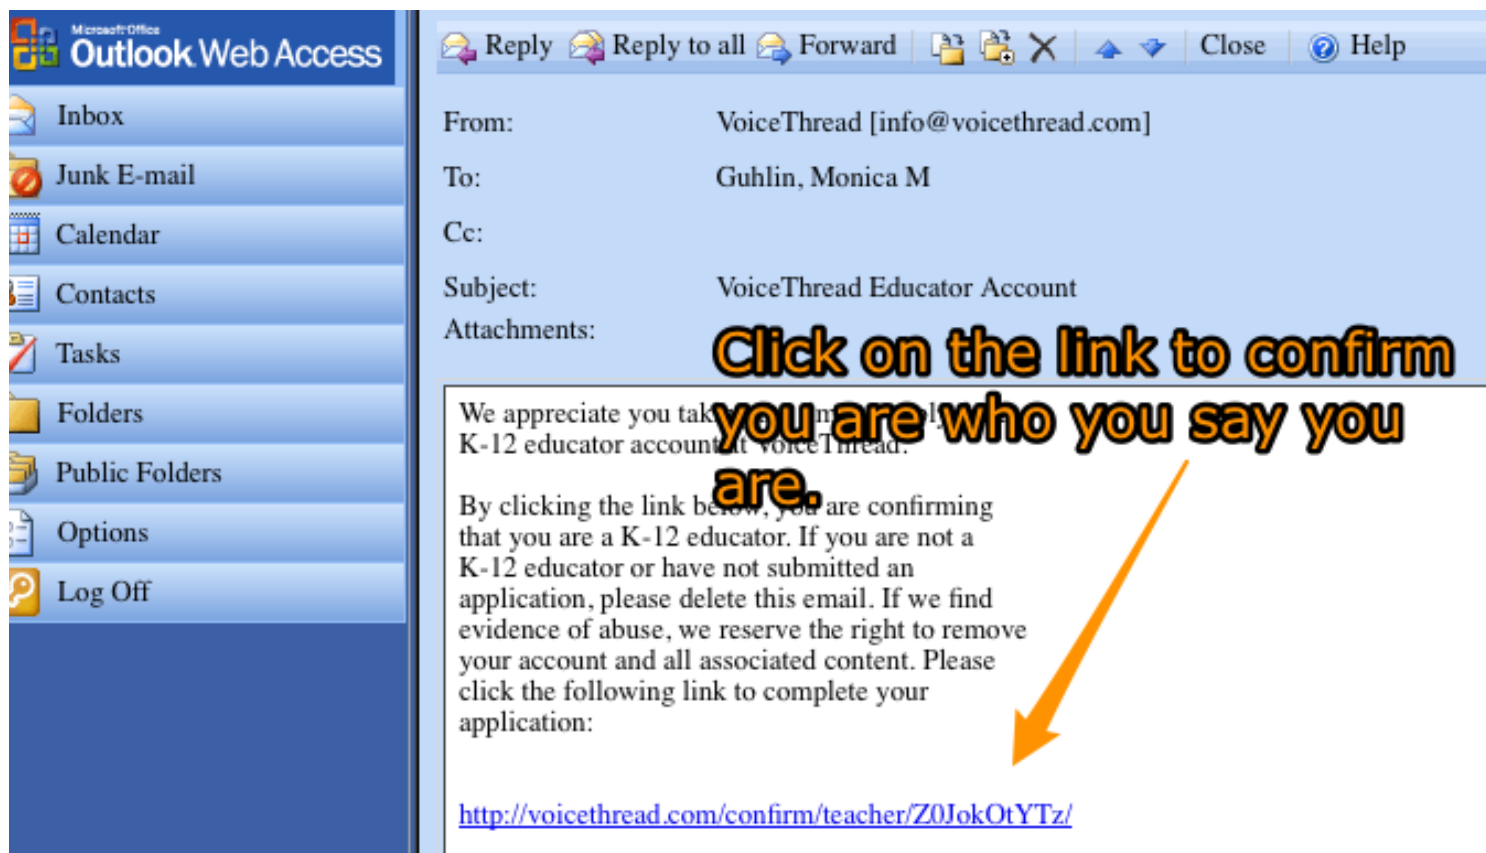 Microsoft Office
Outlook Web Access
Inbox
Junk E-mail
Calendar
Contacts
Tasks
Folders
Public Folders
Options
Log Off
Reply Reply to all Forward Close Help
From: VoiceThread [info@voicethread.com]
To: Guhlin, Monica M
Cc:
Subject: VoiceThread Educator Account
Attachments:
Click on the link to confirm
you are who you say you
are.
We appreciate you
K-12 educator account at VoiceThread.
By clicking the link below, you are confirming
that you are a K-12 educator. If you are not a
K-12 educator or have not submitted an
application, please delete this email. If we find
evidence of abuse, we reserve the right to remove
your account and all associated content. Please
click the following link to complete your
application:
http://voicethread.com/confirm/teacher/Z0JokOtYTz/